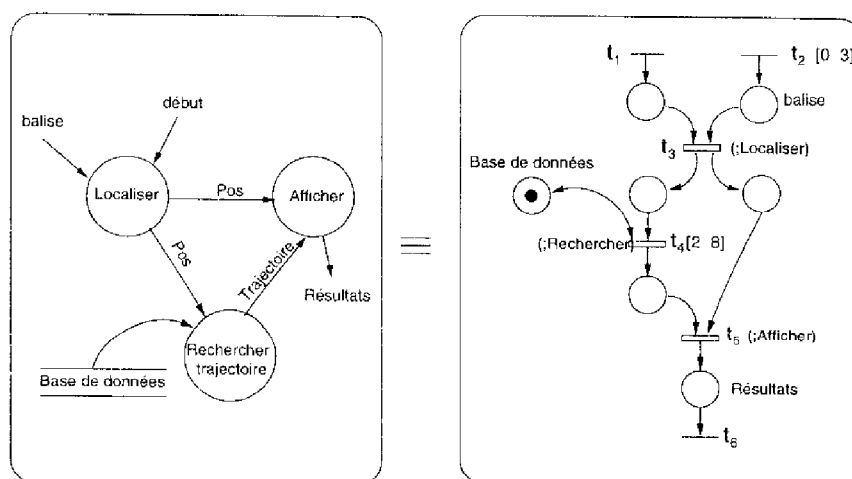 début
balise
Localiser
Pos
Afficher
Pos
Trajectoire
Résultats
Rechercher
trajectoire
Base de données
t1
t2 [0 3]
balise
t3 (;Localiser)
Base de données
(;Rechercher
t4[2 8]
t5 (;Afficher)
Résultats
t6